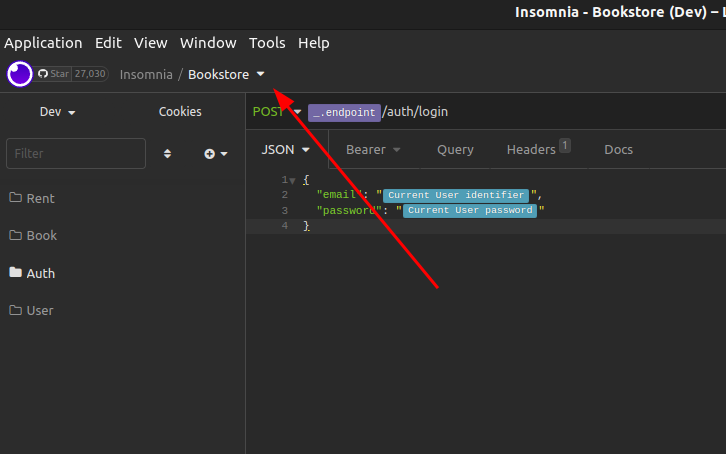 Insomnia - Bookstore (Dev) –
Application Edit View Window Tools Help
Star 27,030 Insomnia / Bookstore
Dev Cookies POST _.endpoint/auth/login
Filter
JSON Bearer Query Headers 1 Docs
1 {
2 "email": "Current User identifier",
3 "password": "Current User password"
4 }
Rent
Book
Auth
User